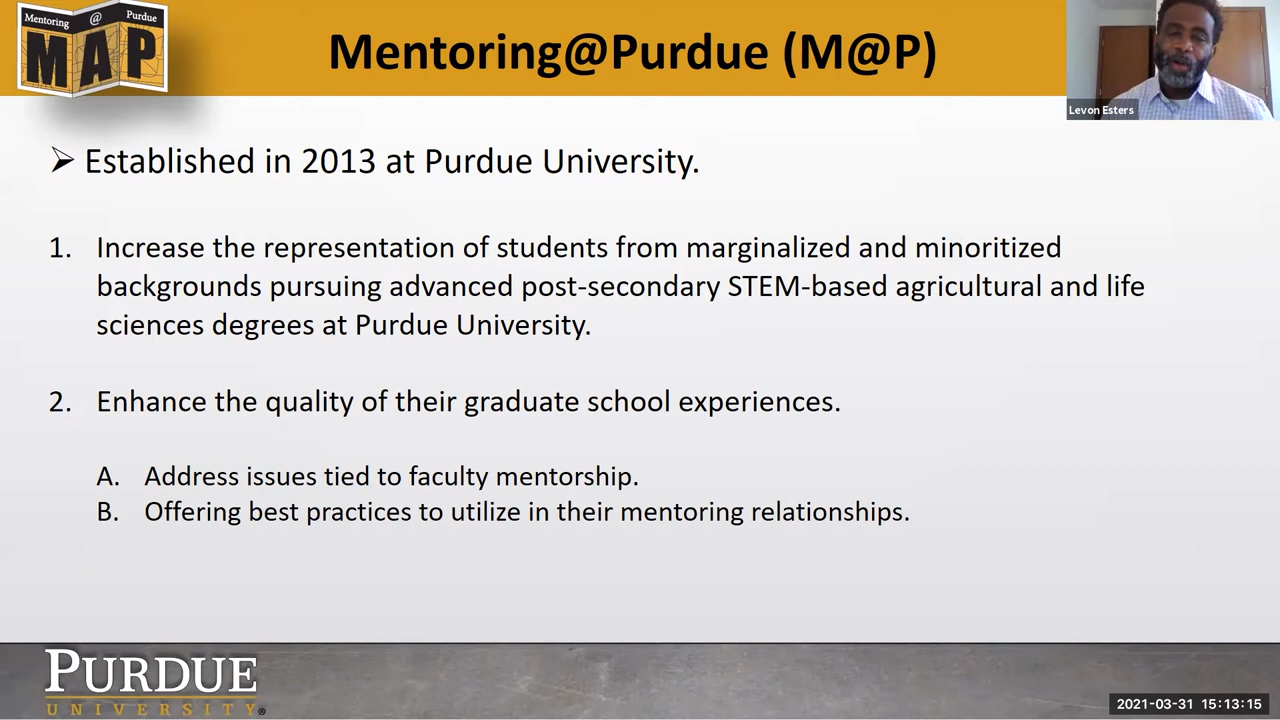 Mentoring @ Purdue
MAP
Mentoring@Purdue (M@P)
Levon Esters
➢ Established in 2013 at Purdue University.
1. Increase the representation of students from marginalized and minoritized
backgrounds pursuing advanced post-secondary STEM-based agricultural and life
sciences degrees at Purdue University.
2. Enhance the quality of their graduate school experiences.
A. Address issues tied to faculty mentorship.
B. Offering best practices to utilize in their mentoring relationships.
PURDUE
UNIVERSITY®
2021-03-31 15:13:15